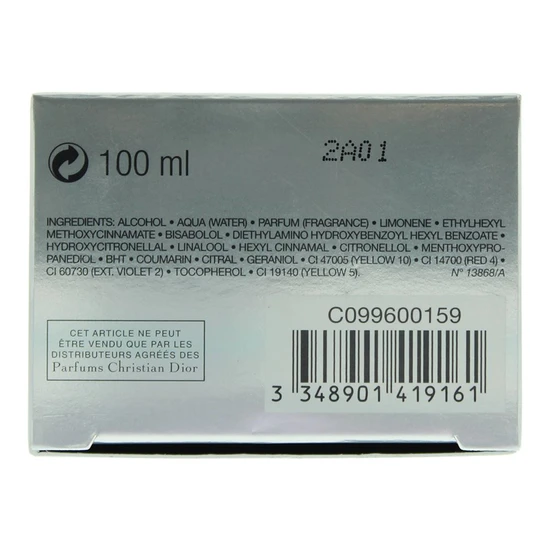 100 ml
2A01
INGREDIENTS: ALCOHOL • AQUA (WATER) • PARFUM (FRAGRANCE) • LIMONENE • ETHYLHEXYL
METHOXYCINNAMATE • BISABOLOL • DIETHYLAMINO HYDROXYBENZOYL HEXYL BENZOATE •
HYDROXYCITRONELLAL • LINALOOL • HEXYL CINNAMAL • CITRONELLOL • MENTHOXYPRO-
PANEDIOL • BHT • COUMARIN • CITRAL • GERANIOL • CI 47005 (YELLOW 10) • CI 14700 (RED 4) •
CI 60730 (EXT. VIOLET 2) • TOCOPHEROL • CI 19140 (YELLOW 5). N° 13868/A
CET ARTICLE NE PEUT
ÊTRE VENDU QUE PAR LES
DISTRIBUTEURS AGRÉÉS DES
Parfums Christian Dior
C099600159
3 348901 419161